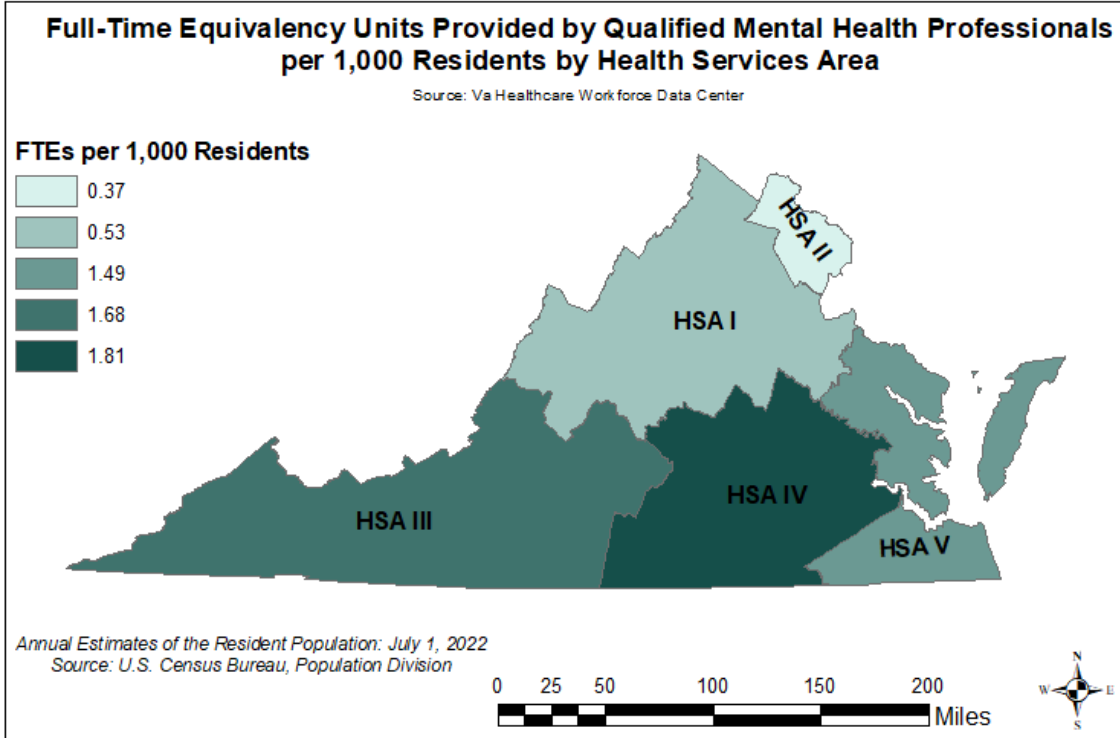 Full-Time Equivalency Units Provided by Qualified Mental Health Professionals
per 1,000 Residents by Health Services Area
Source: Va Healthcare Workforce Data Center
FTEs per 1,000 Residents
0.37
0.53
1.49
1.68
1.81
HSA II
HSA I
HSA IV
HSA III
HSA V
Annual Estimates of the Resident Population: July 1, 2022
Source: U.S. Census Bureau, Population Division
0 25 50 100 150 200
Miles
N
W E
S